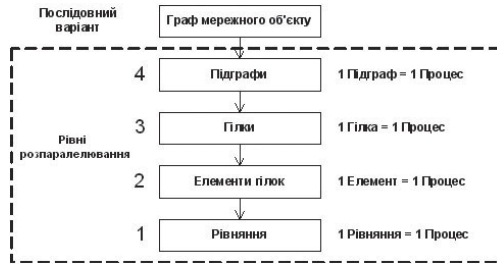 Послідовний
варіант
Граф мережного об'єкту
4 Підграфи 1 Підграф = 1 Процес
3 Гілки 1 Гілка = 1 Процес
Рівні
розпаралелювання
2 Елементи гілок 1 Елемент = 1 Процес
1 Рівняння 1 Рівняння = 1 Процес